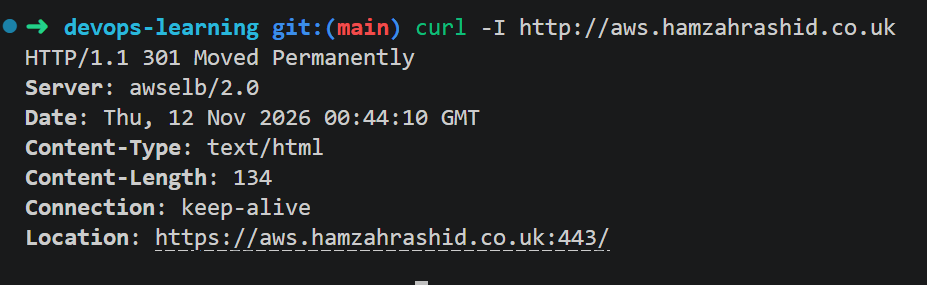 ➜ devops-learning git:(main) curl -I http://aws.hamzahrashid.co.uk
HTTP/1.1 301 Moved Permanently
Server: awselb/2.0
Date: Thu, 12 Nov 2026 00:44:10 GMT
Content-Type: text/html
Content-Length: 134
Connection: keep-alive
Location: https://aws.hamzahrashid.co.uk:443/